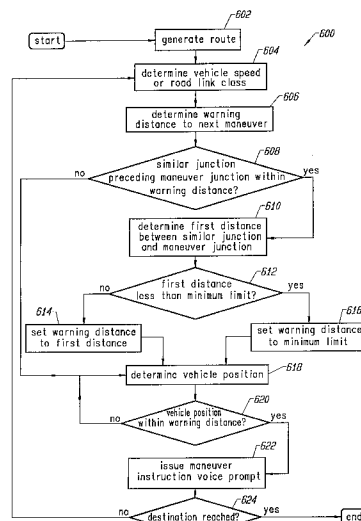 602
start
generate route
600
604
determine vehicle speed
or road link class
606
determine warning
distance to next maneuver
608
similar junction
preceding maneuver junction within
warning distance?
no
yes
610
determine first distance
between similar junction
and maneuver junction
612
first distance
less than minimum limit?
no
yes
614
set warning distance
to first distance
616
set warning distance
to minimum limit
determine vehicle position
618
620
vehicle position
within warning distance?
no
yes
622
issue maneuver
instruction voice prompt
624
no
destination reached?
yes
end